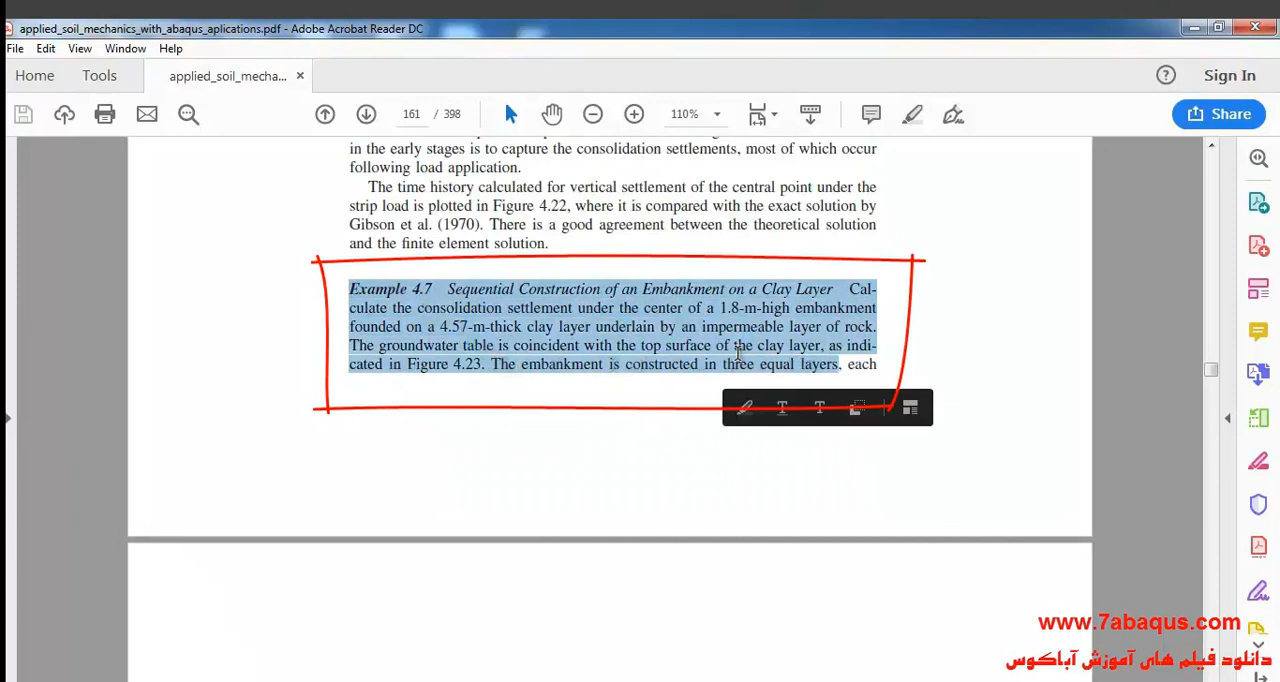 applied_soil_mechanics_with_abaqus_aplications.pdf - Adobe Acrobat Reader DC
File Edit View Window Help
Home Tools applied_soil_mecha... × Sign In
161 / 398 110% Share
in the early stages is to capture the consolidation settlements, most of which occur
following load application.
The time history calculated for vertical settlement of the central point under the
strip load is plotted in Figure 4.22, where it is compared with the exact solution by
Gibson et al. (1970). There is a good agreement between the theoretical solution
and the finite element solution.
Example 4.7 Sequential Construction of an Embankment on a Clay Layer Cal-
culate the consolidation settlement under the center of a 1.8-m-high embankment
founded on a 4.57-m-thick clay layer underlain by an impermeable layer of rock.
The groundwater table is coincident with the top surface of the clay layer, as indi-
cated in Figure 4.23. The embankment is constructed in three equal layers, each
www.7abaqus.com
دانلود فیلم های آموزش آباکوس